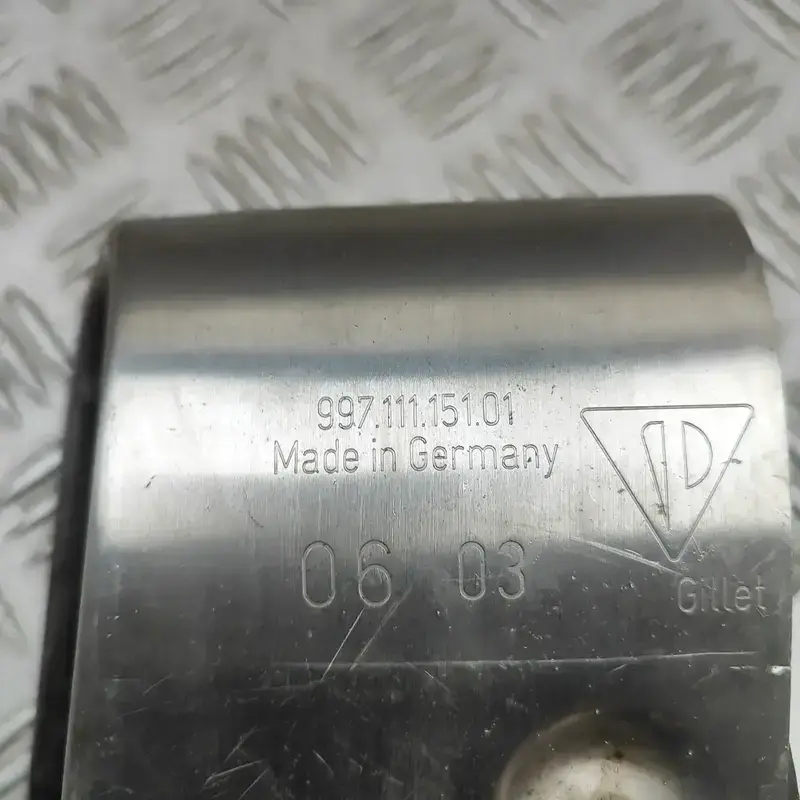 997.111.151.01
Made in Germany
06 03
Gillet